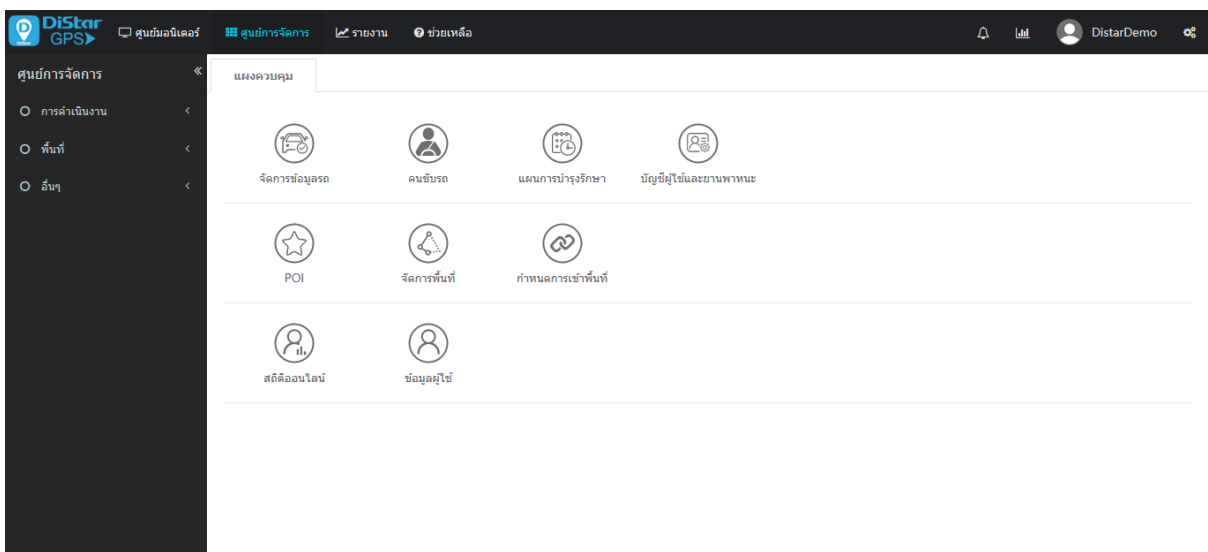 DiStar
GPS
ศูนย์มอนิเตอร์ ศูนย์การจัดการ รายงาน ช่วยเหลือ DistarDemo
ศูนย์การจัดการ
แผงควบคุม
การดำเนินงาน
พื้นที่
อื่นๆ
จัดการข้อมูลรถ คนขับรถ แผนการบำรุงรักษา บัญชีผู้ใช้และยานพาหนะ
POI จัดการพื้นที่ กำหนดการเข้าพื้นที่
สถิติออนไลน์ ข้อมูลผู้ใช้